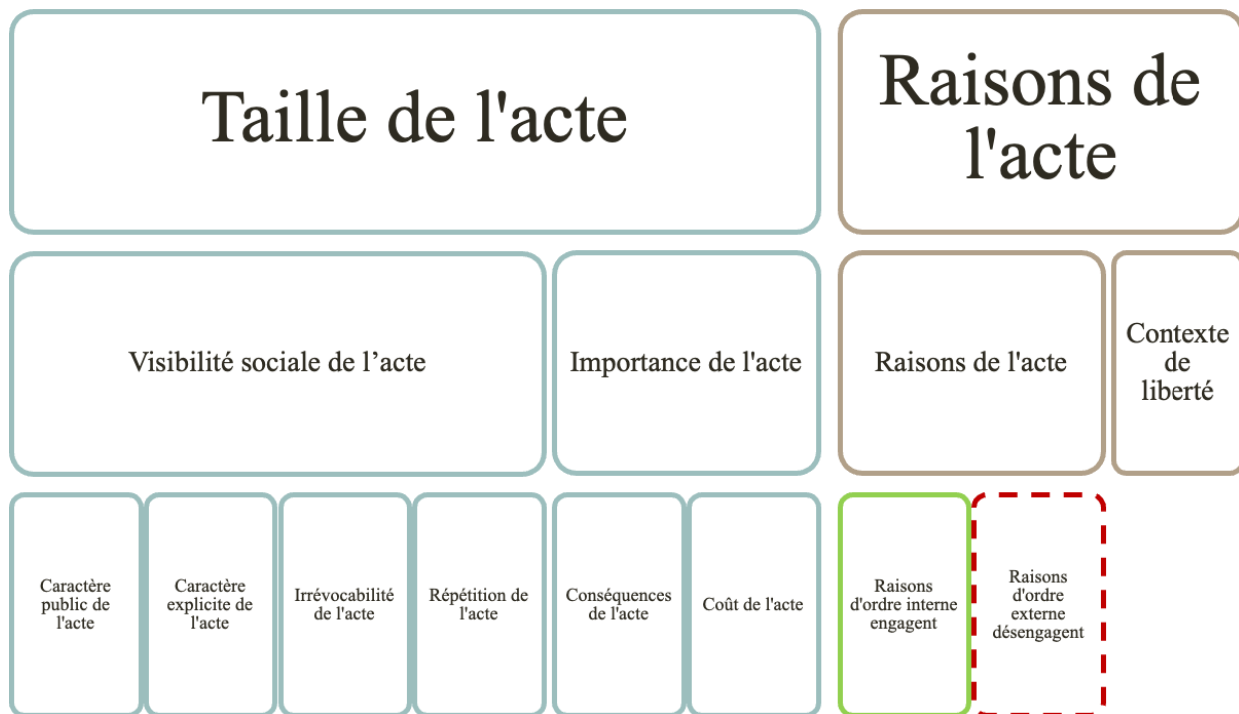 Taille de l'acte
Raisons de
l'acte
Visibilité sociale de l’acte
Importance de l'acte
Raisons de l'acte
Contexte
de
liberté
Caractère
public de
l'acte
Caractère
explicite de
l'acte
Irrévocabilité
de l'acte
Répétition de
l'acte
Conséquences
de l'acte
Coût de l'acte
Raisons
d'ordre interne
engagent
Raisons
d'ordre
externe
désengagent